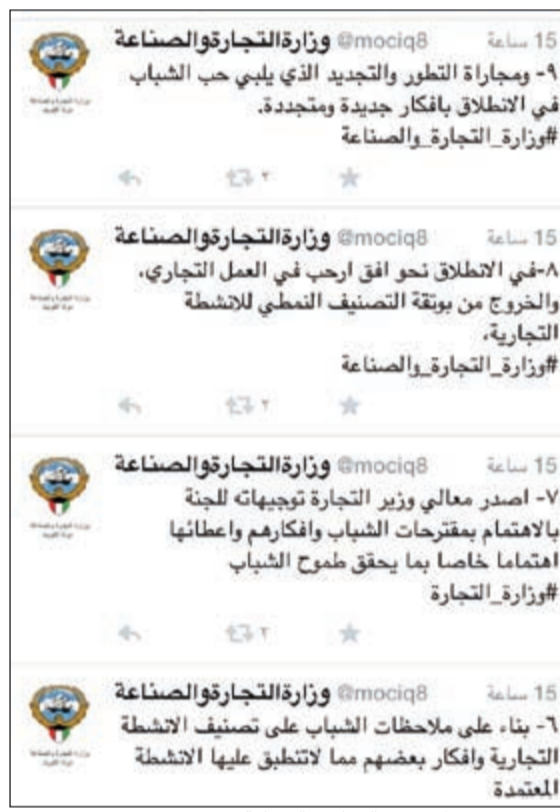 وزارةالتجارةوالصناعة @mociq8 15 ساعة
٩- ومجاراة التطور والتجديد الذي يلبي حب الشباب
في الانطلاق بافكار جديدة ومتجددة.
#وزارة_التجارة_والصناعة
٢
وزارةالتجارةوالصناعة @mociq8 15 ساعة
٨-في الانطلاق نحو افق ارحب في العمل التجاري،
والخروج من بوتقة التصنيف النمطي للانشطة
التجارية،
#وزارة_التجارة_والصناعة
٢
وزارةالتجارةوالصناعة @mociq8 15 ساعة
٧- اصدر معالي وزير التجارة توجيهاته للجنة
بالاهتمام بمقترحات الشباب وافكارهم واعطائها
اهتماما خاصا بما يحقق طموح الشباب
#وزارة_التجارة
٢
وزارةالتجارةوالصناعة @mociq8 15 ساعة
٦- بناء على ملاحظات الشباب على تصنيف الانشطة
التجارية وافكار بعضهم مما لاتنطبق عليها الانشطة
المعتمدة